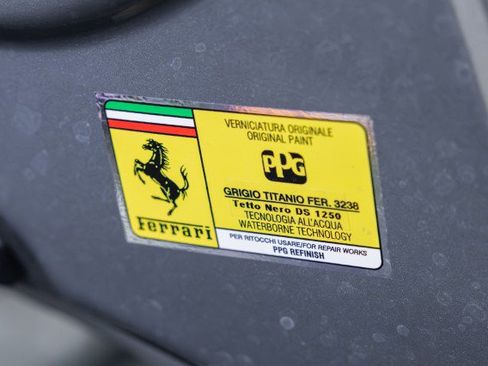 VERNICIATURA ORIGINALE
ORIGINAL PAINT
PPG
GRIGIO TITANIO FER. 3238
Tetto Nero DS 1250
TECNOLOGIA ALL'ACQUA
WATERBORNE TECHNOLOGY
Ferrari
PER RITOCCHI USARE/FOR REPAIR WORKS
PPG REFINISH